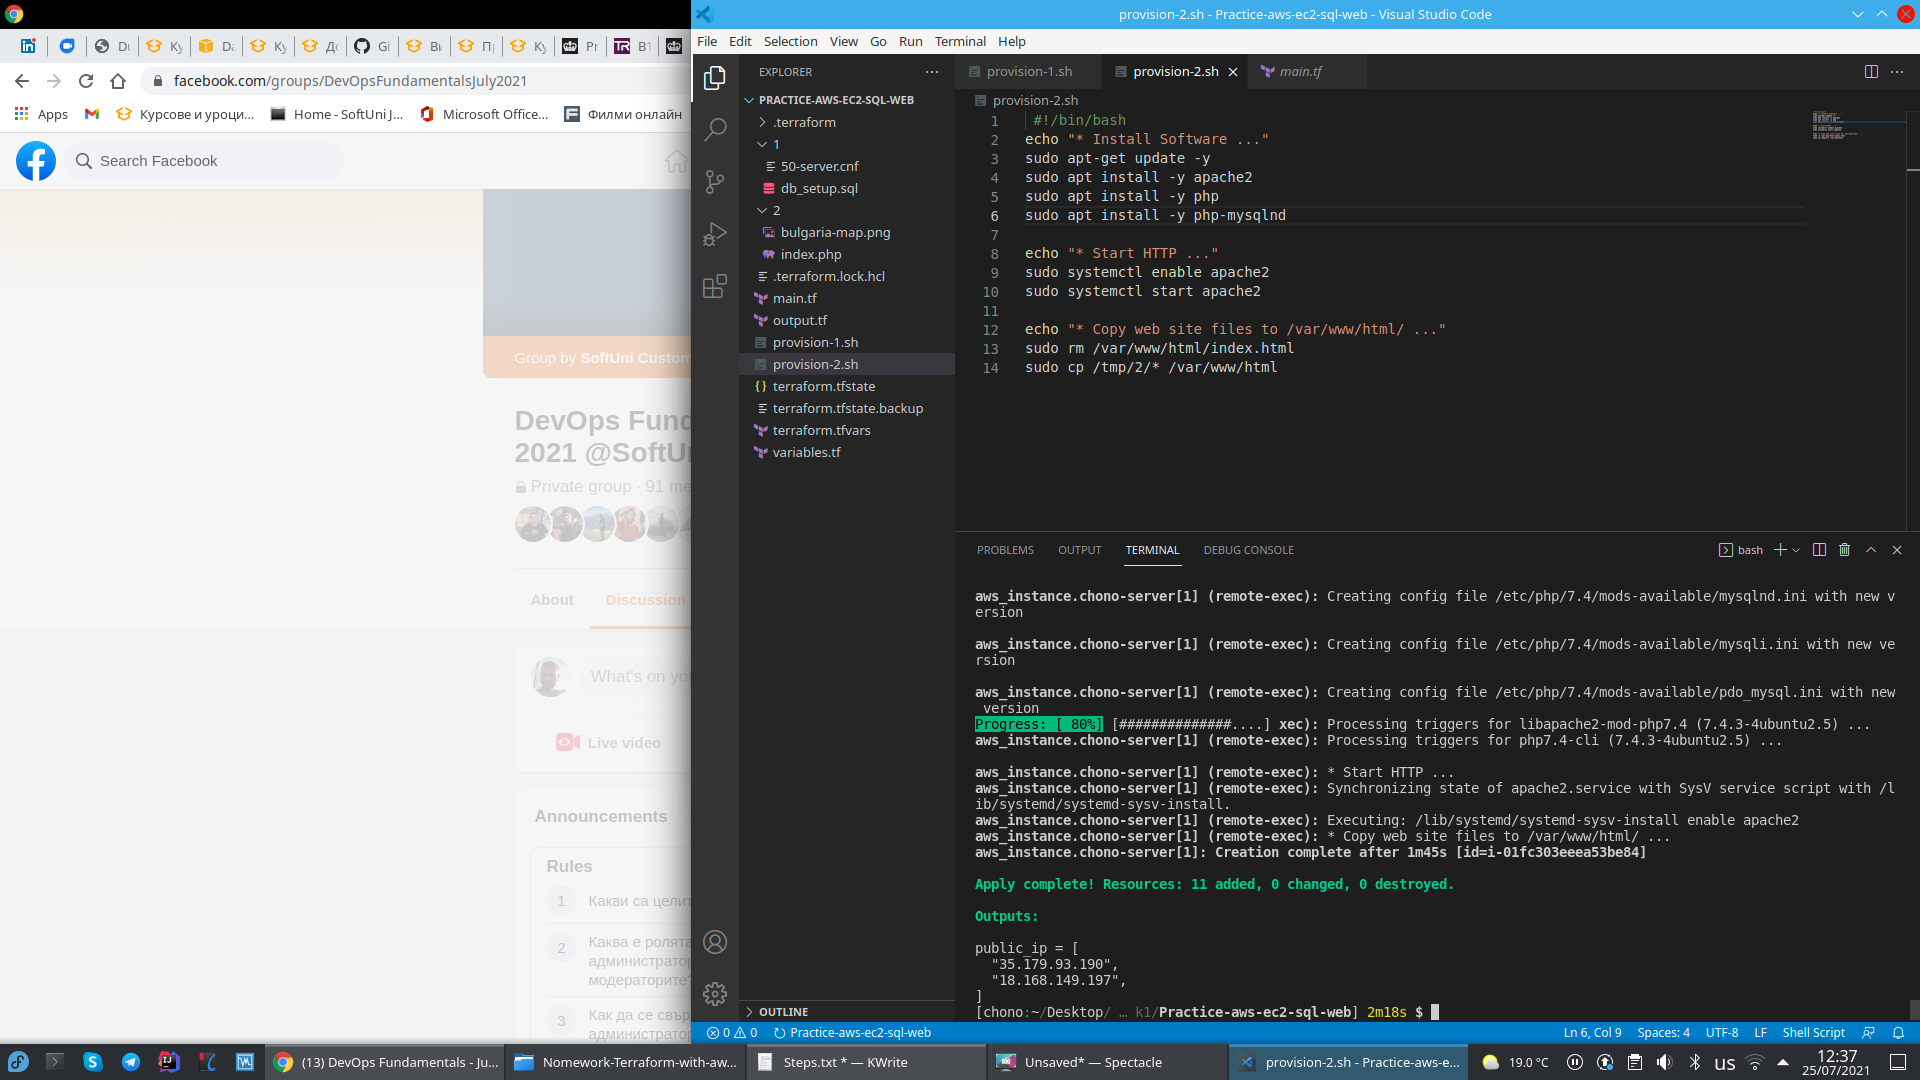 provision-2.sh - Practice-aws-ec2-sql-web - Visual Studio Code
File Edit Selection View Go Run Terminal Help
facebook.com/groups/DevOpsFundamentalsJuly2021
Apps
Курсове и уроци...
Home - SoftUni J...
Microsoft Office...
Филми онлайн
Search Facebook
Group by SoftUni Custom
DevOps Fund
2021 @SoftU
Private group · 91 me
About
Discussion
What's on yo
Live video
Announcements
Rules
1 Какви са целит
2 Каква е ролята
администратор
модераторите
3 Как да се свър
администратор
EXPLORER
PRACTICE-AWS-EC2-SQL-WEB
.terraform
1
50-server.cnf
db_setup.sql
2
bulgaria-map.png
index.php
.terraform.lock.hcl
main.tf
output.tf
provision-1.sh
provision-2.sh
terraform.tfstate
terraform.tfstate.backup
terraform.tfvars
variables.tf
OUTLINE
provision-1.sh
provision-2.sh
main.tf
provision-2.sh
1 #!/bin/bash
2 echo "* Install Software ..."
3 sudo apt-get update -y
4 sudo apt install -y apache2
5 sudo apt install -y php
6 sudo apt install -y php-mysqlnd
7
8 echo "* Start HTTP ..."
9 sudo systemctl enable apache2
10 sudo systemctl start apache2
11
12 echo "* Copy web site files to /var/www/html/ ..."
13 sudo rm /var/www/html/index.html
14 sudo cp /tmp/2/* /var/www/html
PROBLEMS OUTPUT TERMINAL DEBUG CONSOLE
bash
aws_instance.chono-server[1] (remote-exec): Creating config file /etc/php/7.4/mods-available/mysqlnd.ini with new v
ersion
aws_instance.chono-server[1] (remote-exec): Creating config file /etc/php/7.4/mods-available/mysqli.ini with new ve
rsion
aws_instance.chono-server[1] (remote-exec): Creating config file /etc/php/7.4/mods-available/pdo_mysql.ini with new
version
Progress: [ 80%] [##############....] xec): Processing triggers for libapache2-mod-php7.4 (7.4.3-4ubuntu2.5) ...
aws_instance.chono-server[1] (remote-exec): Processing triggers for php7.4-cli (7.4.3-4ubuntu2.5) ...
aws_instance.chono-server[1] (remote-exec): * Start HTTP ...
aws_instance.chono-server[1] (remote-exec): Synchronizing state of apache2.service with SysV service script with /l
ib/systemd/systemd-sysv-install.
aws_instance.chono-server[1] (remote-exec): Executing: /lib/systemd/systemd-sysv-install enable apache2
aws_instance.chono-server[1] (remote-exec): * Copy web site files to /var/www/html/ ...
aws_instance.chono-server[1]: Creation complete after 1m45s [id=i-01fc303eeea53be84]
Apply complete! Resources: 11 added, 0 changed, 0 destroyed.
Outputs:
public_ip = [
"35.179.93.190",
"18.168.149.197",
]
[chono:~/Desktop/ … k1/Practice-aws-ec2-sql-web] 2m18s $
0 0 Practice-aws-ec2-sql-web
Ln 6, Col 9 Spaces: 4 UTF-8 LF Shell Script
(13) DevOps Fundamentals - Ju...
Nomework-Terraform-with-aw...
Steps.txt * — KWrite
Unsaved* — Spectacle
provision-2.sh - Practice-aws-e...
19.0 °C
us
12:37
25/07/2021